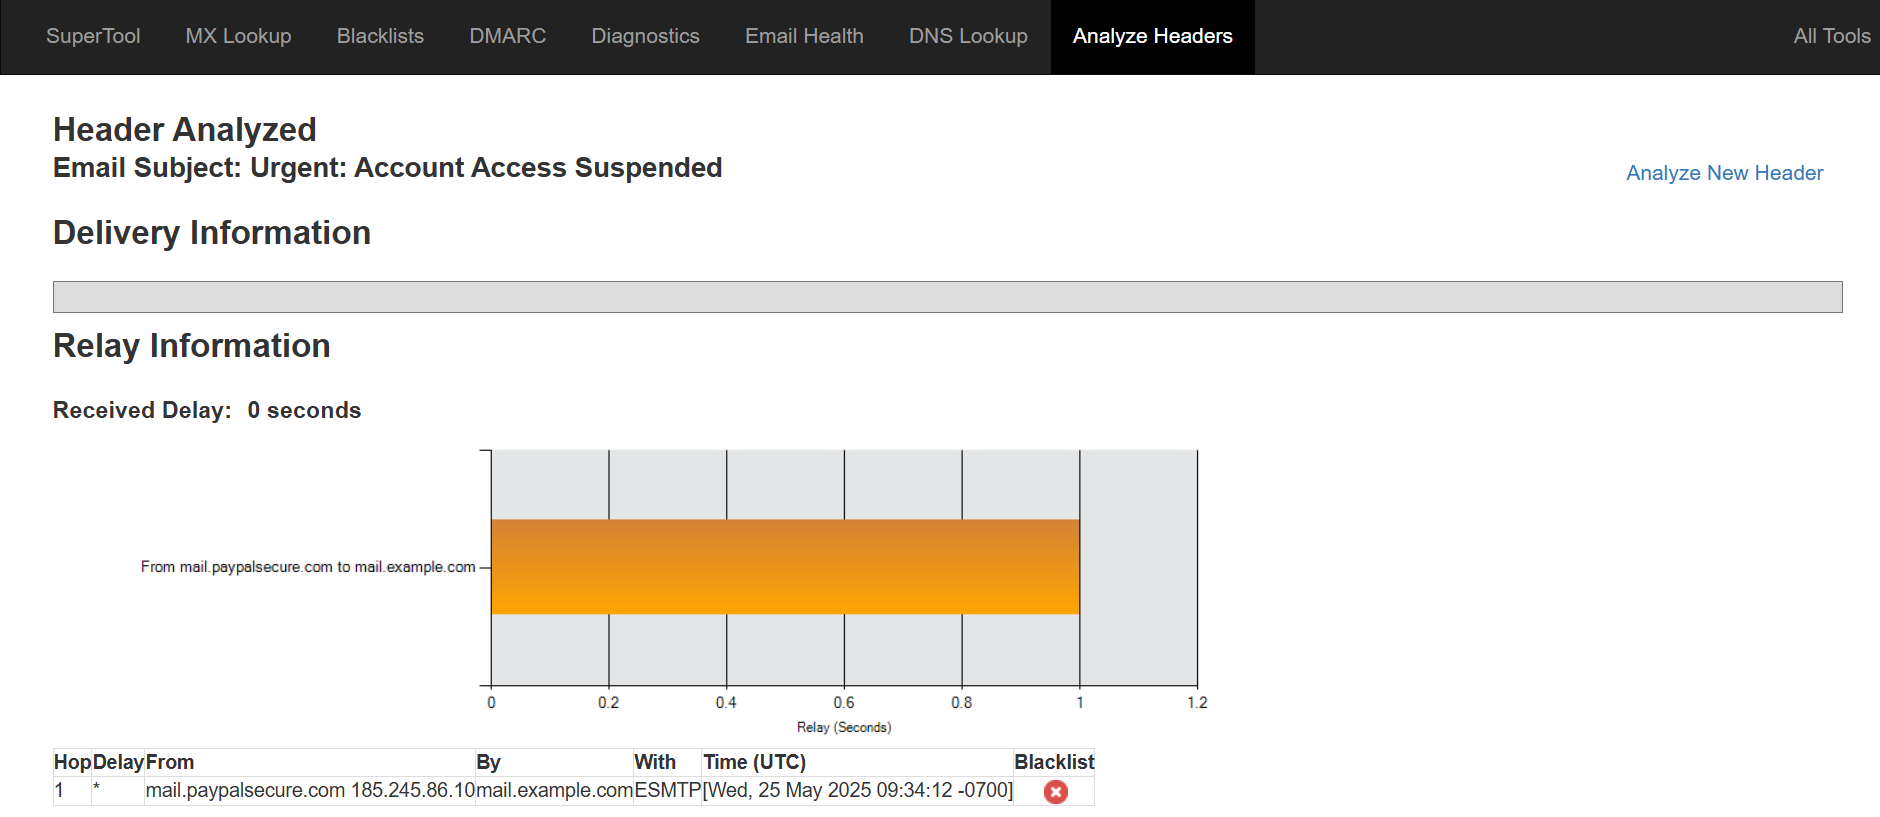 SuperTool MX Lookup Blacklists DMARC Diagnostics Email Health DNS Lookup Analyze Headers All Tools
Header Analyzed
Email Subject: Urgent: Account Access Suspended
Analyze New Header
Delivery Information
Relay Information
Received Delay: 0 seconds
From mail.paypalsecure.com to mail.example.com
0 0.2 0.4 0.6 0.8 1 1.2
Relay (Seconds)
Hop Delay From By With Time (UTC) Blacklist
1 * mail.paypalsecure.com 185.245.86.10 mail.example.com ESMTP [Wed, 25 May 2025 09:34:12 -0700]